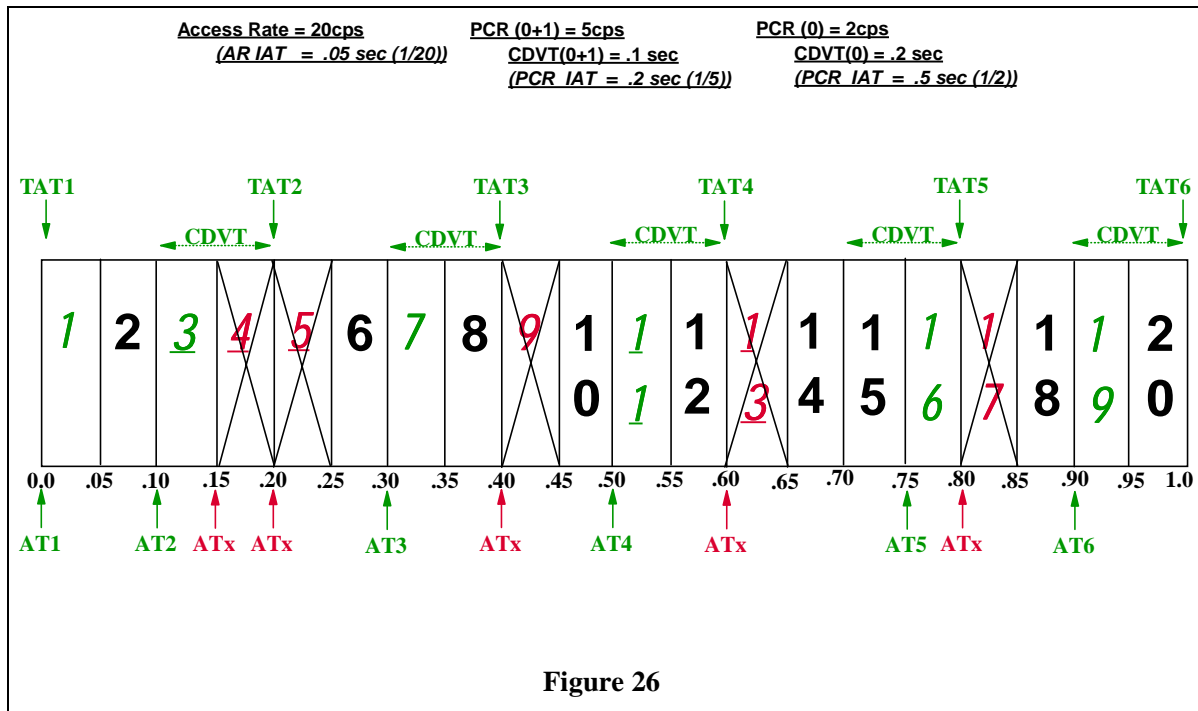 Access Rate = 20cps PCR (0+1) = 5cps PCR (0) = 2cps
(AR IAT = .05 sec (1/20)) CDVT(0+1) = .1 sec CDVT(0) = .2 sec
(PCR IAT = .2 sec (1/5)) (PCR IAT = .5 sec (1/2))
TAT1 TAT2 TAT3 TAT4 TAT5 TAT6
CDVT CDVT CDVT CDVT CDVT
1 2 3 4 5 6 7 8 9 1 1 1 1 1 1 1 1 1 1 2
0 1 2 3 4 5 6 7 8 9 0
0.0 .05 .10 .15 .20 .25 .30 .35 .40 .45 .50 .55 .60 .65 .70 .75 .80 .85 .90 .95 1.0
AT1 AT2 ATx ATx AT3 ATx AT4 ATx AT5 ATx AT6
Figure 26